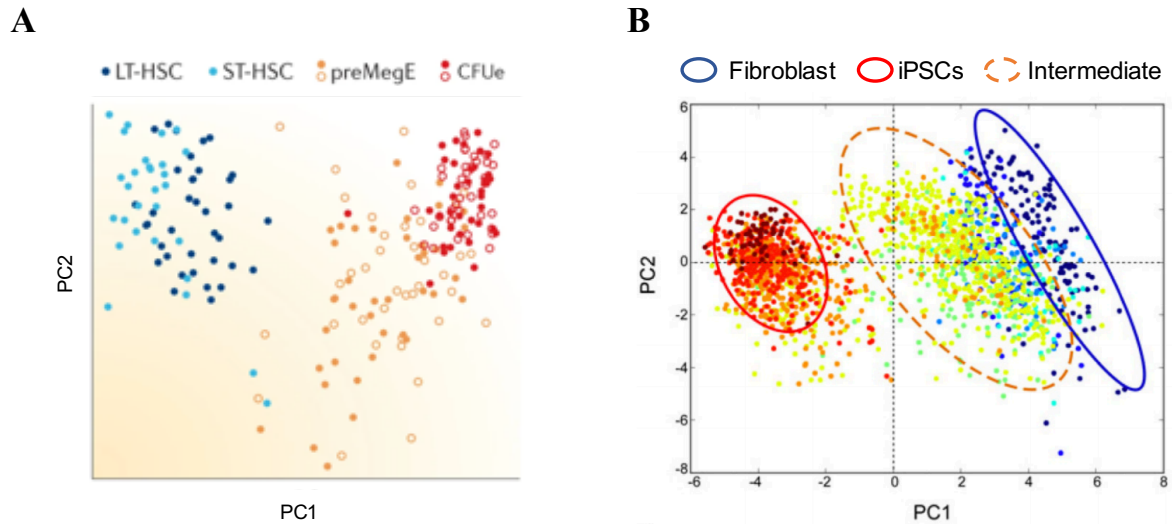 A
LT-HSC ST-HSC preMegE CFUe
PC2
PC1
B
Fibroblast iPSCs Intermediate
6
4
2
0
-2
-4
-6
-8
PC2
-6 -4 -2 0 2 4 6 8
PC1